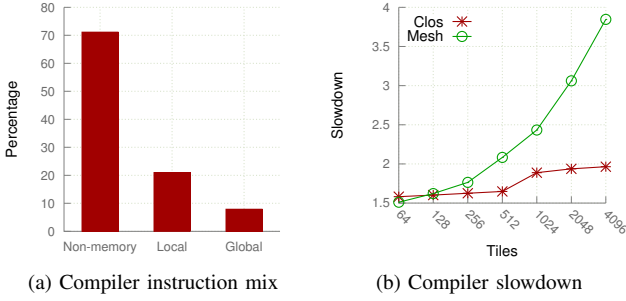 80
70
60
50
40
30
20
10
0
Percentage
Non-memory Local Global
(a) Compiler instruction mix
4
3.5
3
2.5
2
1.5
Slowdown
Clos
Mesh
64 128 256 512 1024 2048 4096
Tiles
(b) Compiler slowdown